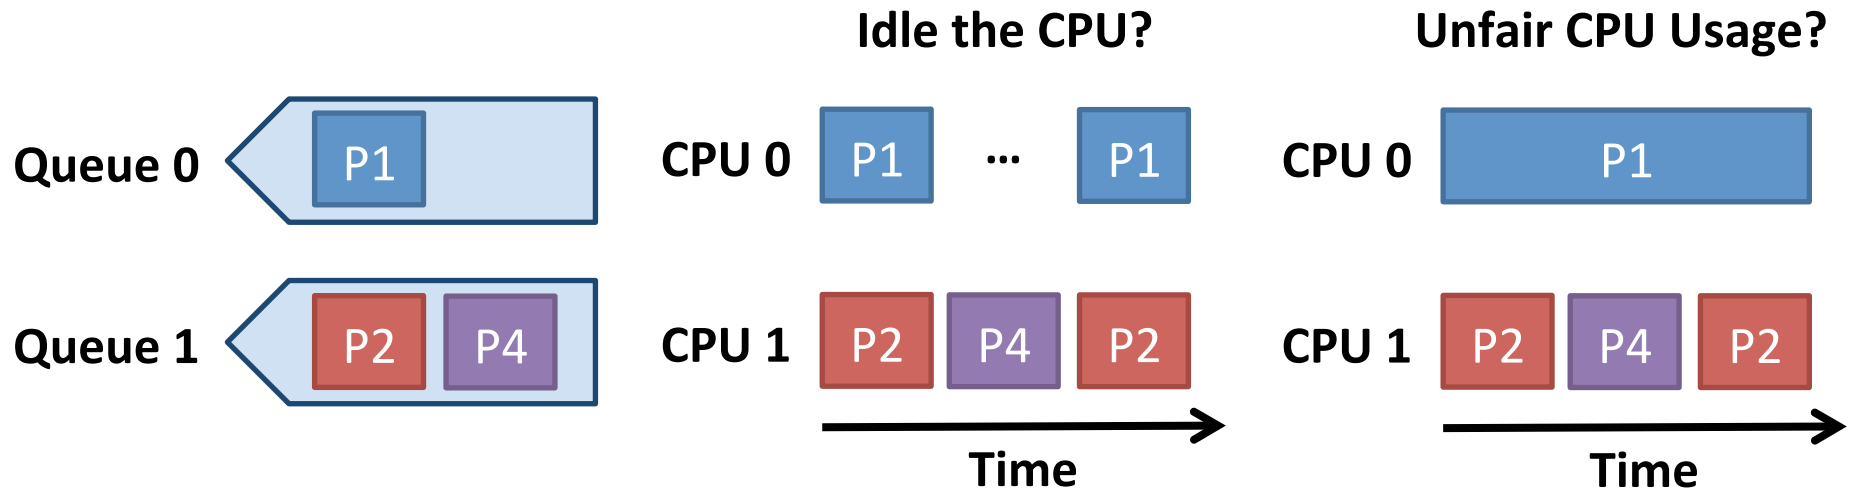 Idle the CPU?
Unfair CPU Usage?
Queue 0
P1
CPU 0
P1
...
P1
CPU 0
P1
Queue 1
P2
P4
CPU 1
P2
P4
P2
CPU 1
P2
P4
P2
Time
Time